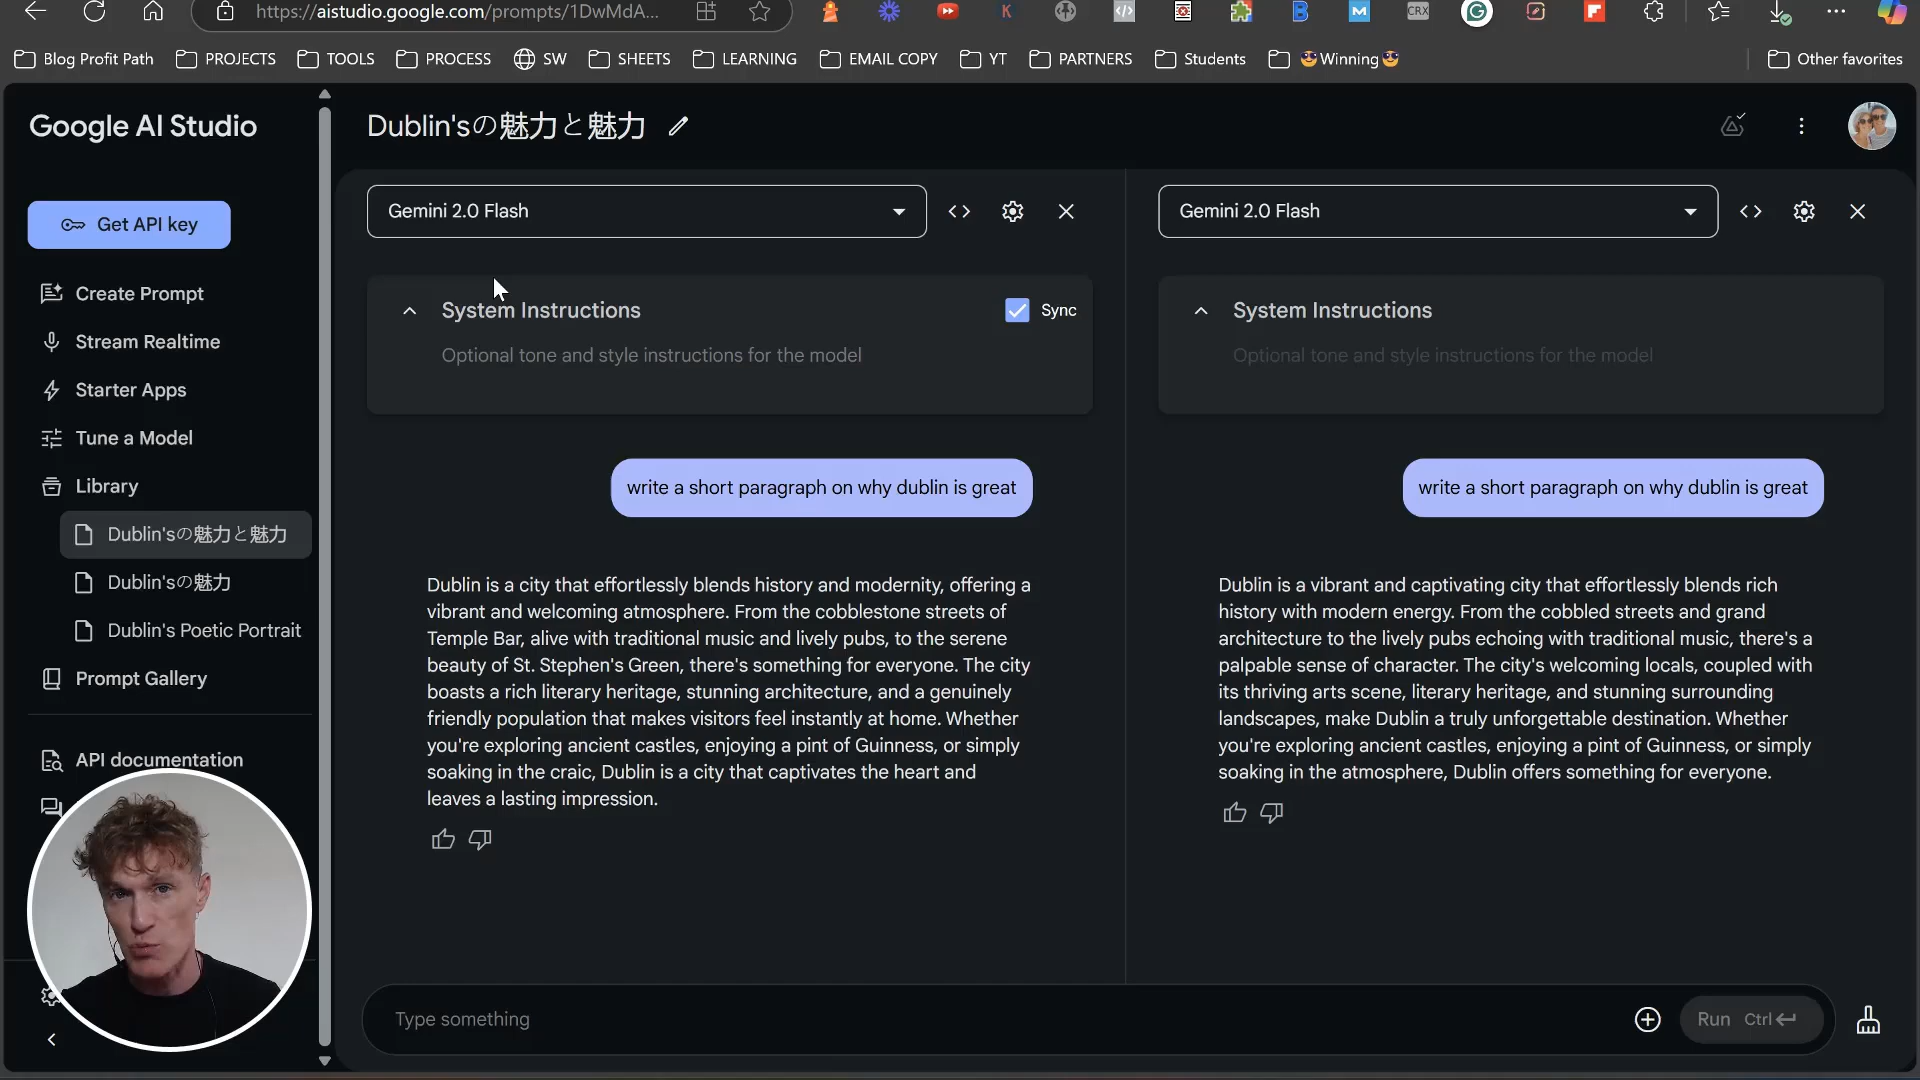 https://aistudio.google.com/prompts/1DwMdA...
Blog Profit Path
PROJECTS
TOOLS
PROCESS
SW
SHEETS
LEARNING
EMAIL COPY
YT
PARTNERS
Students
😎Winning😎
Other favorites
Google AI Studio
Get API key
Create Prompt
Stream Realtime
Starter Apps
Tune a Model
Library
Dublin'sの魅力と魅力
Dublin'sの魅力
Dublin's Poetic Portrait
Prompt Gallery
API documentation
Dublin'sの魅力と魅力
Gemini 2.0 Flash
System Instructions
Sync
Optional tone and style instructions for the model
write a short paragraph on why dublin is great
Dublin is a city that effortlessly blends history and modernity, offering a
vibrant and welcoming atmosphere. From the cobblestone streets of
Temple Bar, alive with traditional music and lively pubs, to the serene
beauty of St. Stephen's Green, there's something for everyone. The city
boasts a rich literary heritage, stunning architecture, and a genuinely
friendly population that makes visitors feel instantly at home. Whether
you're exploring ancient castles, enjoying a pint of Guinness, or simply
soaking in the craic, Dublin is a city that captivates the heart and
leaves a lasting impression.
Gemini 2.0 Flash
System Instructions
Optional tone and style instructions for the model
write a short paragraph on why dublin is great
Dublin is a vibrant and captivating city that effortlessly blends rich
history with modern energy. From the cobbled streets and grand
architecture to the lively pubs echoing with traditional music, there's a
palpable sense of character. The city's welcoming locals, coupled with
its thriving arts scene, literary heritage, and stunning surrounding
landscapes, make Dublin a truly unforgettable destination. Whether
you're exploring ancient castles, enjoying a pint of Guinness, or simply
soaking in the atmosphere, Dublin offers something for everyone.
Type something
Run Ctrl